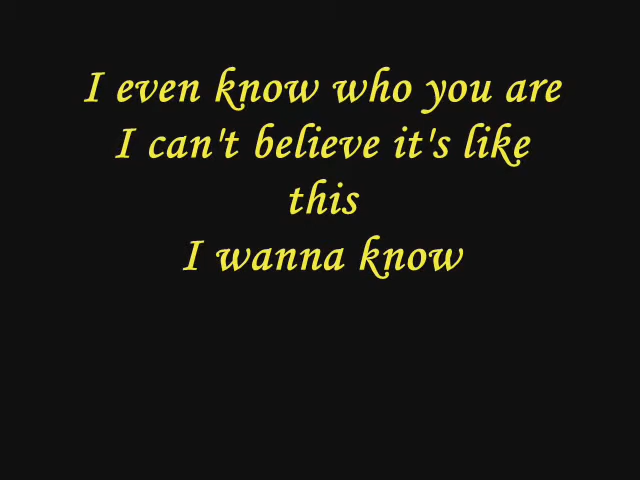 I even know who you are
I can't believe it's like
this
I wanna know